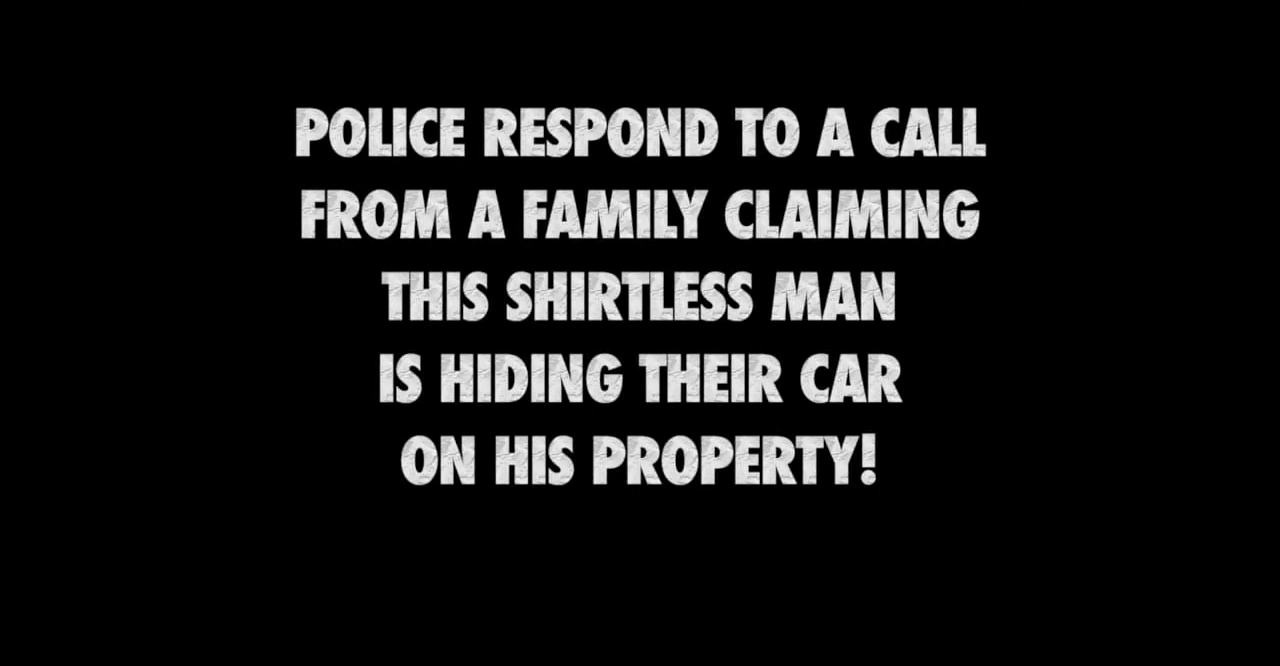 POLICE RESPOND TO A CALL
FROM A FAMILY CLAIMING
THIS SHIRTLESS MAN
IS HIDING THEIR CAR
ON HIS PROPERTY!